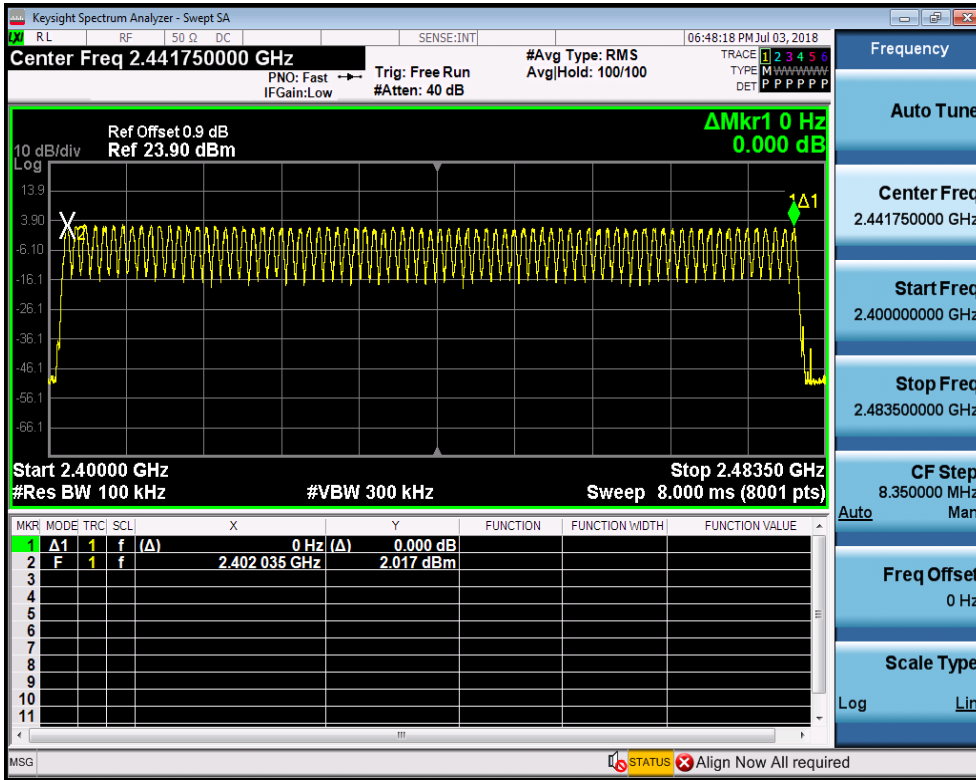 Keysight Spectrum Analyzer - Swept SA
LXI RL RF 50 Ω DC SENSE:INT 06:48:18 PM Jul 03, 2018
Center Freq 2.441750000 GHz
PNO: Fast
IFGain:Low
Trig: Free Run
#Atten: 40 dB
#Avg Type: RMS
Avg|Hold: 100/100
TRACE 1 2 3 4 5 6
TYPE M WWWWW
DET P P P P P P
ΔMkr1 0 Hz
0.000 dB
Ref Offset 0.9 dB
10 dB/div Ref 23.90 dBm
Log
13.9
3.90
-6.10
-16.1
-26.1
-36.1
-46.1
-56.1
-66.1
X2
1Δ1
Start 2.40000 GHz Stop 2.48350 GHz
#Res BW 100 kHz #VBW 300 kHz Sweep 8.000 ms (8001 pts)
MKR MODE TRC SCL X Y FUNCTION FUNCTION WIDTH FUNCTION VALUE
1 Δ1 1 f (Δ) 0 Hz (Δ) 0.000 dB
2 F 1 f 2.402 035 GHz 2.017 dBm
3
4
5
6
7
8
9
10
11
MSG STATUS Align Now All required
Frequency
Auto Tune
Center Freq
2.441750000 GHz
Start Freq
2.400000000 GHz
Stop Freq
2.483500000 GHz
CF Step
8.350000 MHz
Auto Man
Freq Offset
0 Hz
Scale Type
Log Lin